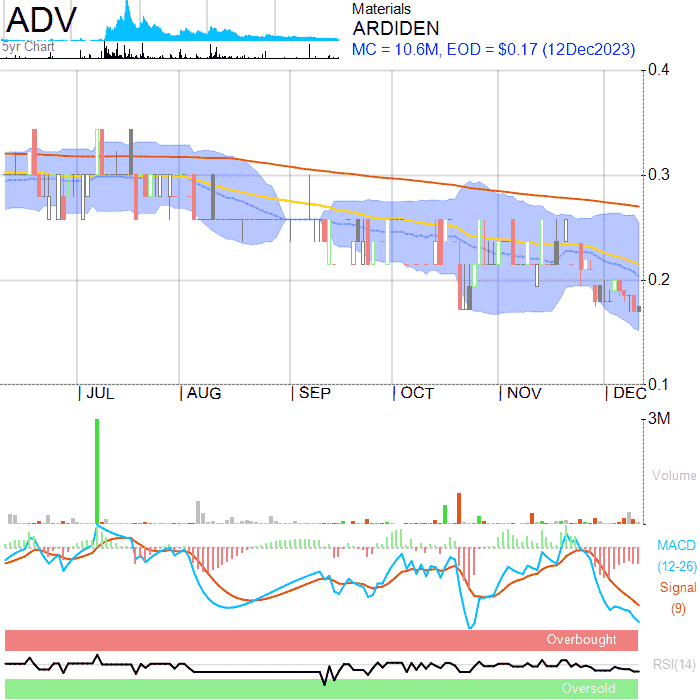 ADV
5yr Chart
Materials
ARDIDEN
MC = 10.6M, EOD = $0.17 (12Dec2023)
0.4
0.3
0.2
0.1
JUL AUG SEP OCT NOV DEC
3M
Volume
MACD
(12-26)
Signal
(9)
Overbought
RSI(14)
Oversold